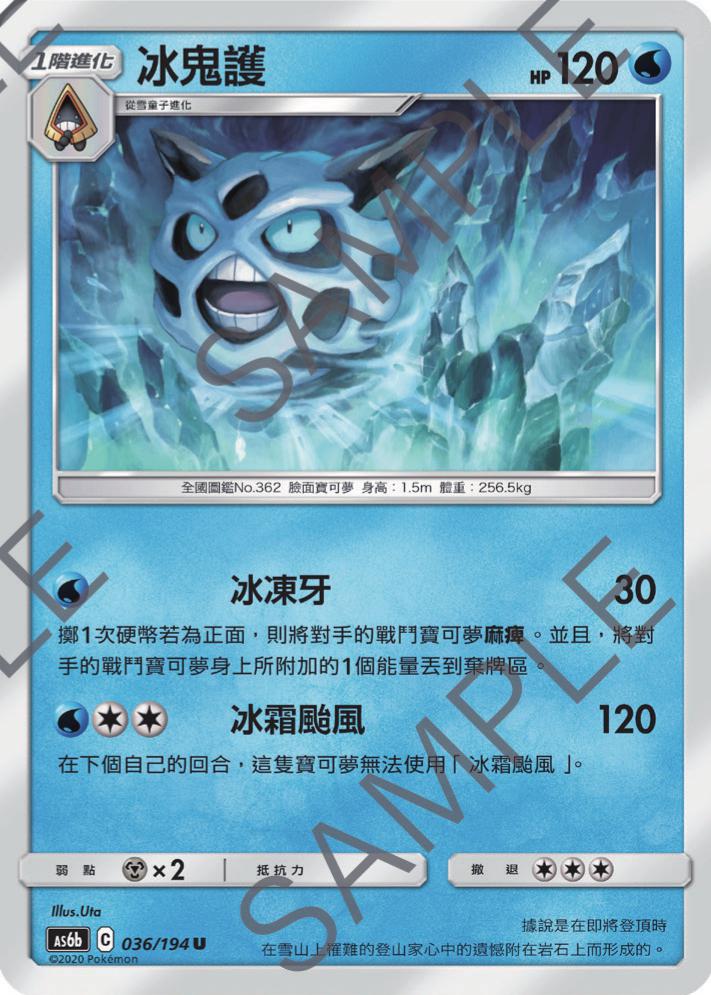 1階進化
冰鬼護
HP 120
從雪童子進化
全國圖鑑No.362 臉面寶可夢 身高：1.5m 體重：256.5kg
冰凍牙 30
擲1次硬幣若為正面，則將對手的戰鬥寶可夢麻痺。並且，將對
手的戰鬥寶可夢身上所附加的1個能量丟到棄牌區。
冰霜颱風 120
在下個自己的回合，這隻寶可夢無法使用「冰霜颱風」。
弱點 ×2 抵抗力 撤退
Illus.Uta
AS6b C 036/194 U
©2020 Pokémon
據說是在即將登頂時
在雪山上罹難的登山家心中的遺憾附在岩石上而形成的。
SAMPLE
SAMPLE